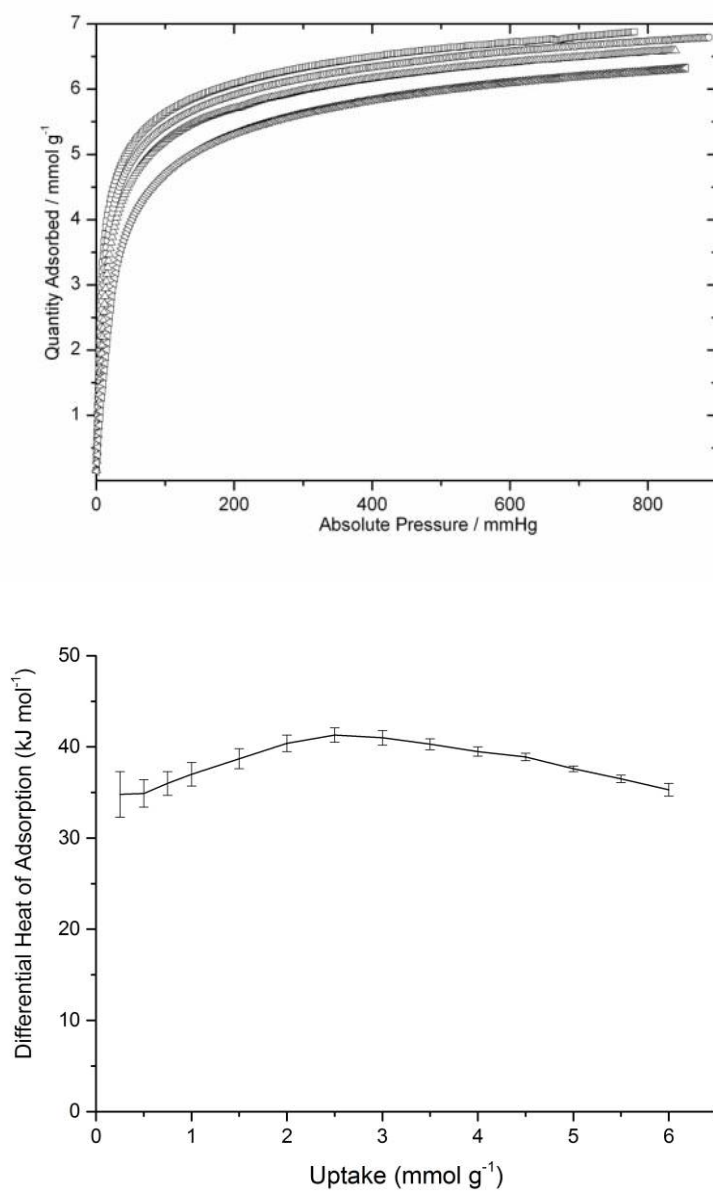 7
6
5
4
3
2
1
0 200 400 600 800
Quantity Adsorbed / mmol g⁻¹
Absolute Pressure / mmHg
50
40
30
20
10
0
0 1 2 3 4 5 6
Differential Heat of Adsorption (kJ mol⁻¹)
Uptake (mmol g⁻¹)